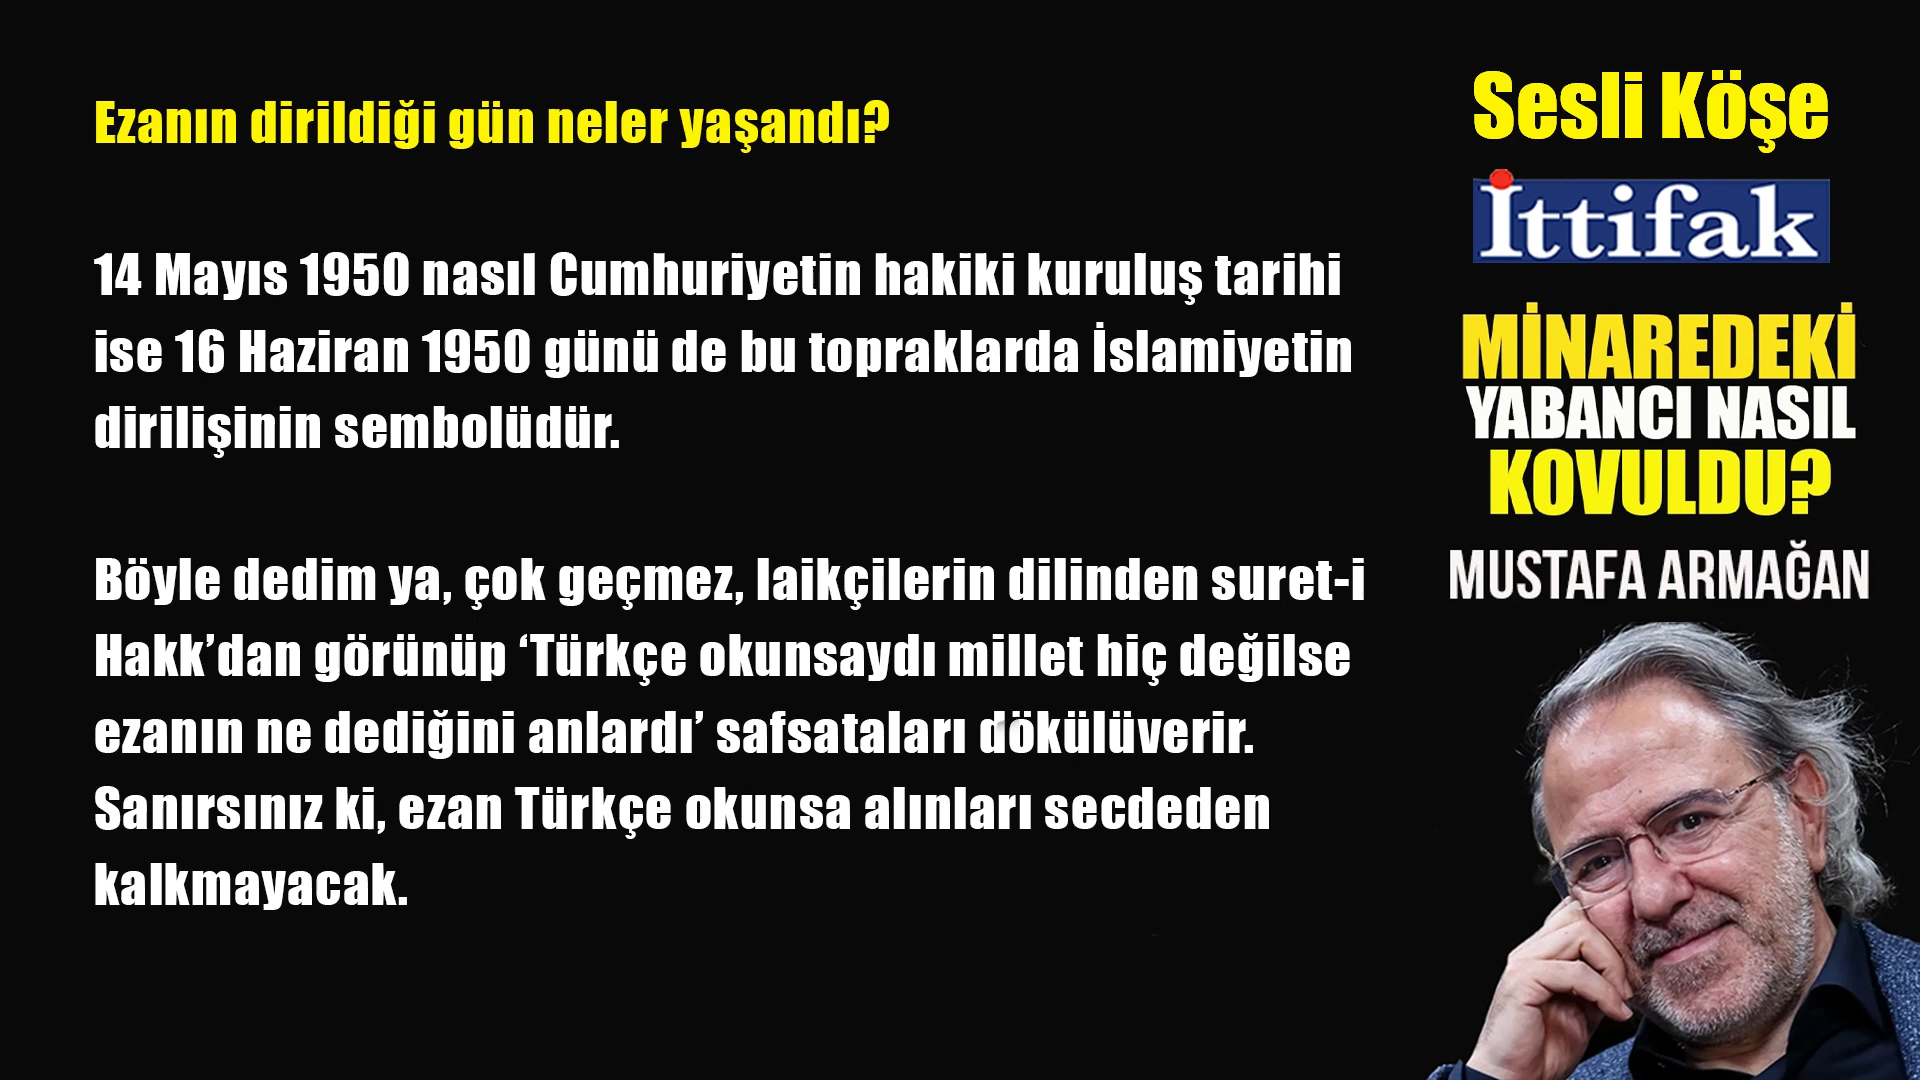 Ezanın dirildiği gün neler yaşandı?
14 Mayıs 1950 nasıl Cumhuriyetin hakiki kuruluş tarihi
ise 16 Haziran 1950 günü de bu topraklarda İslamiyetin
dirilişinin sembolüdür.
Böyle dedim ya, çok geçmez, laikçilerin dilinden suret-i
Hakk’dan görünüp ‘Türkçe okunsaydı millet hiç değilse
ezanın ne dediğini anlardı’ safsataları dökülüverir.
Sanırsınız ki, ezan Türkçe okunsa alınları secdeden
kalkmayacak.
Sesli Köşe
İttifak
MİNAREDEKİ
YABANCI NASIL
KOVULDU?
MUSTAFA ARMAĞAN